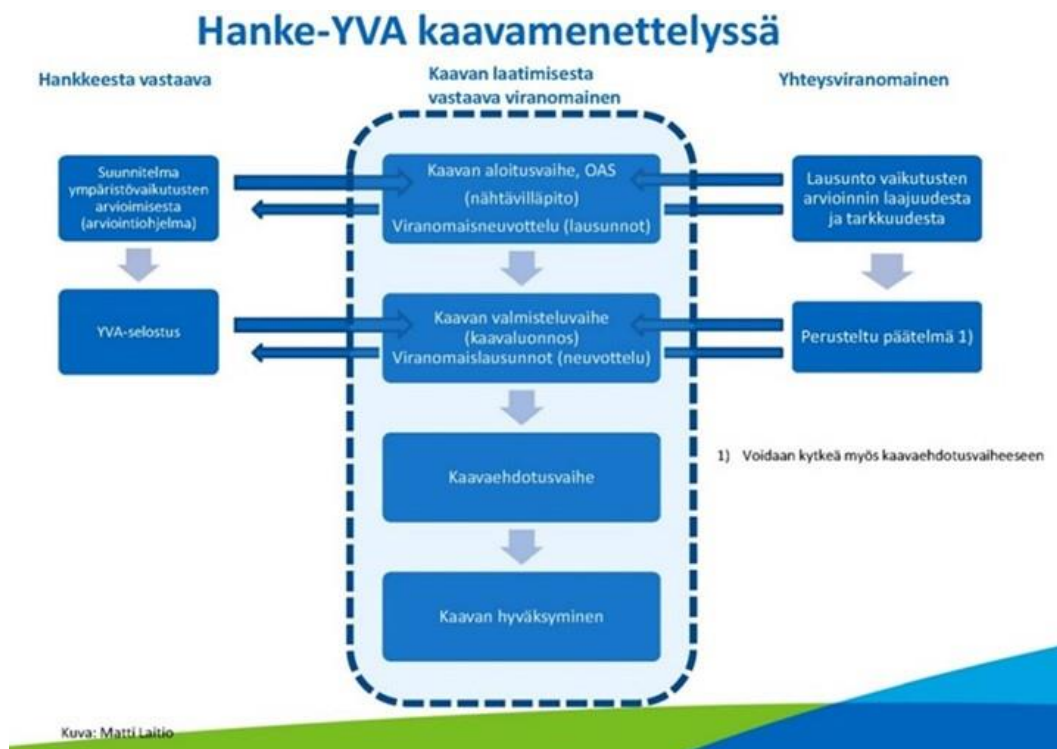 Hanke-YVA kaavamenettelyssä
Hankkeesta vastaava
Kaavan laatimisesta
vastaava viranomainen
Yhteysviranomainen
Suunnitelma
ympäristövaikutusten
arvioimisesta
(arviointiohjelma)
Kaavan aloitusvaihe, OAS
(nähtävilläpito)
Viranomaisneuvottelu (lausunnot)
Lausunto vaikutusten
arvioinnin laajuudesta
ja tarkkuudesta
YVA-selostus
Kaavan valmisteluvaihe
(kaavaluonnos)
Viranomaislausunnot (neuvottelu)
Perusteltu päätelmä 1)
1) Voidaan kytkeä myös kaavaehdotusvaiheeseen
Kaavaehdotusvaihe
Kaavan hyväksyminen
Kuva: Matti Laitio